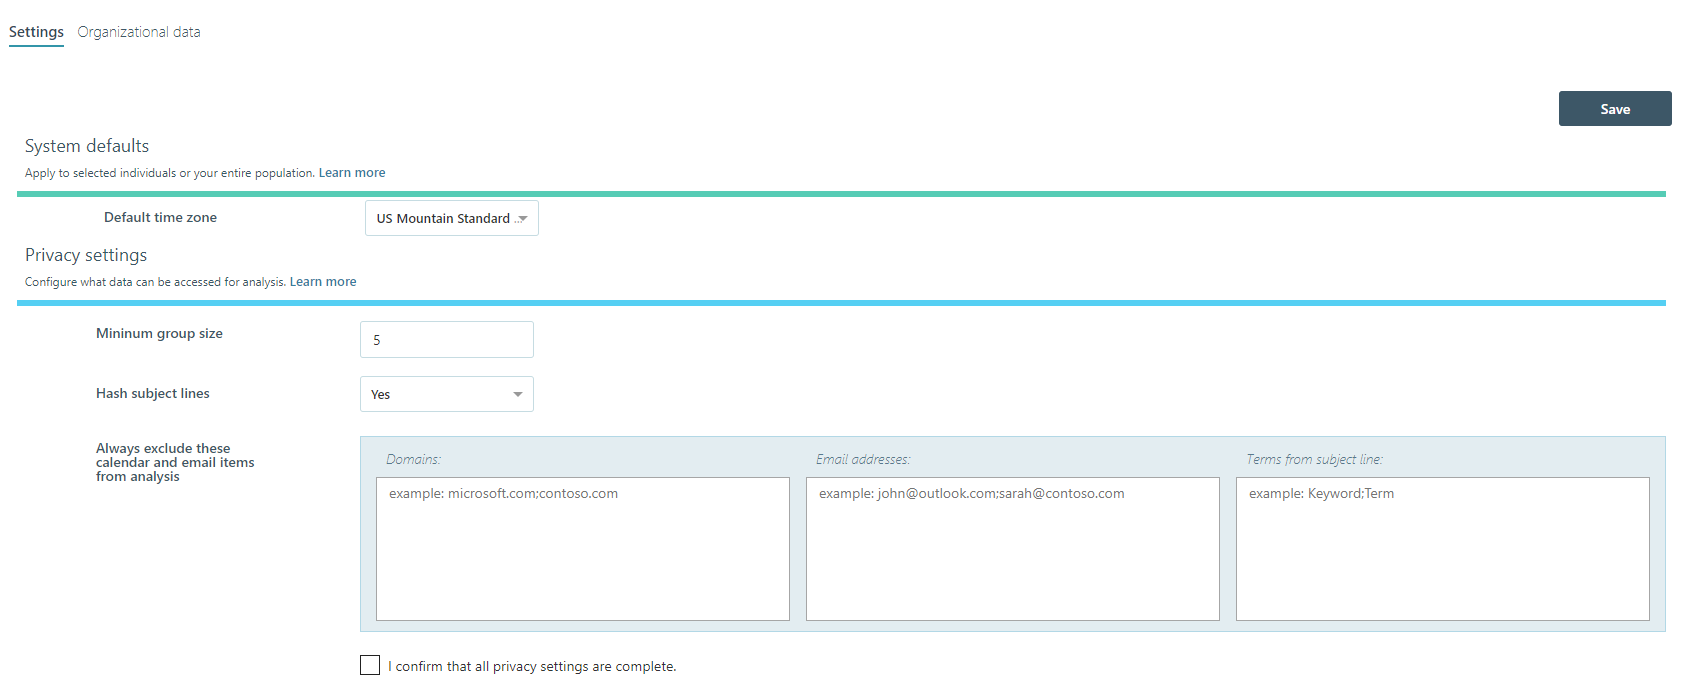 Settings Organizational data
Save
System defaults
Apply to selected individuals or your entire population. Learn more
Default time zone
US Mountain Standard ...
Privacy settings
Configure what data can be accessed for analysis. Learn more
Mininum group size
5
Hash subject lines
Yes
Always exclude these
calendar and email items
from analysis
Domains:
example: microsoft.com;contoso.com
Email addresses:
example: john@outlook.com;sarah@contoso.com
Terms from subject line:
example: Keyword;Term
I confirm that all privacy settings are complete.